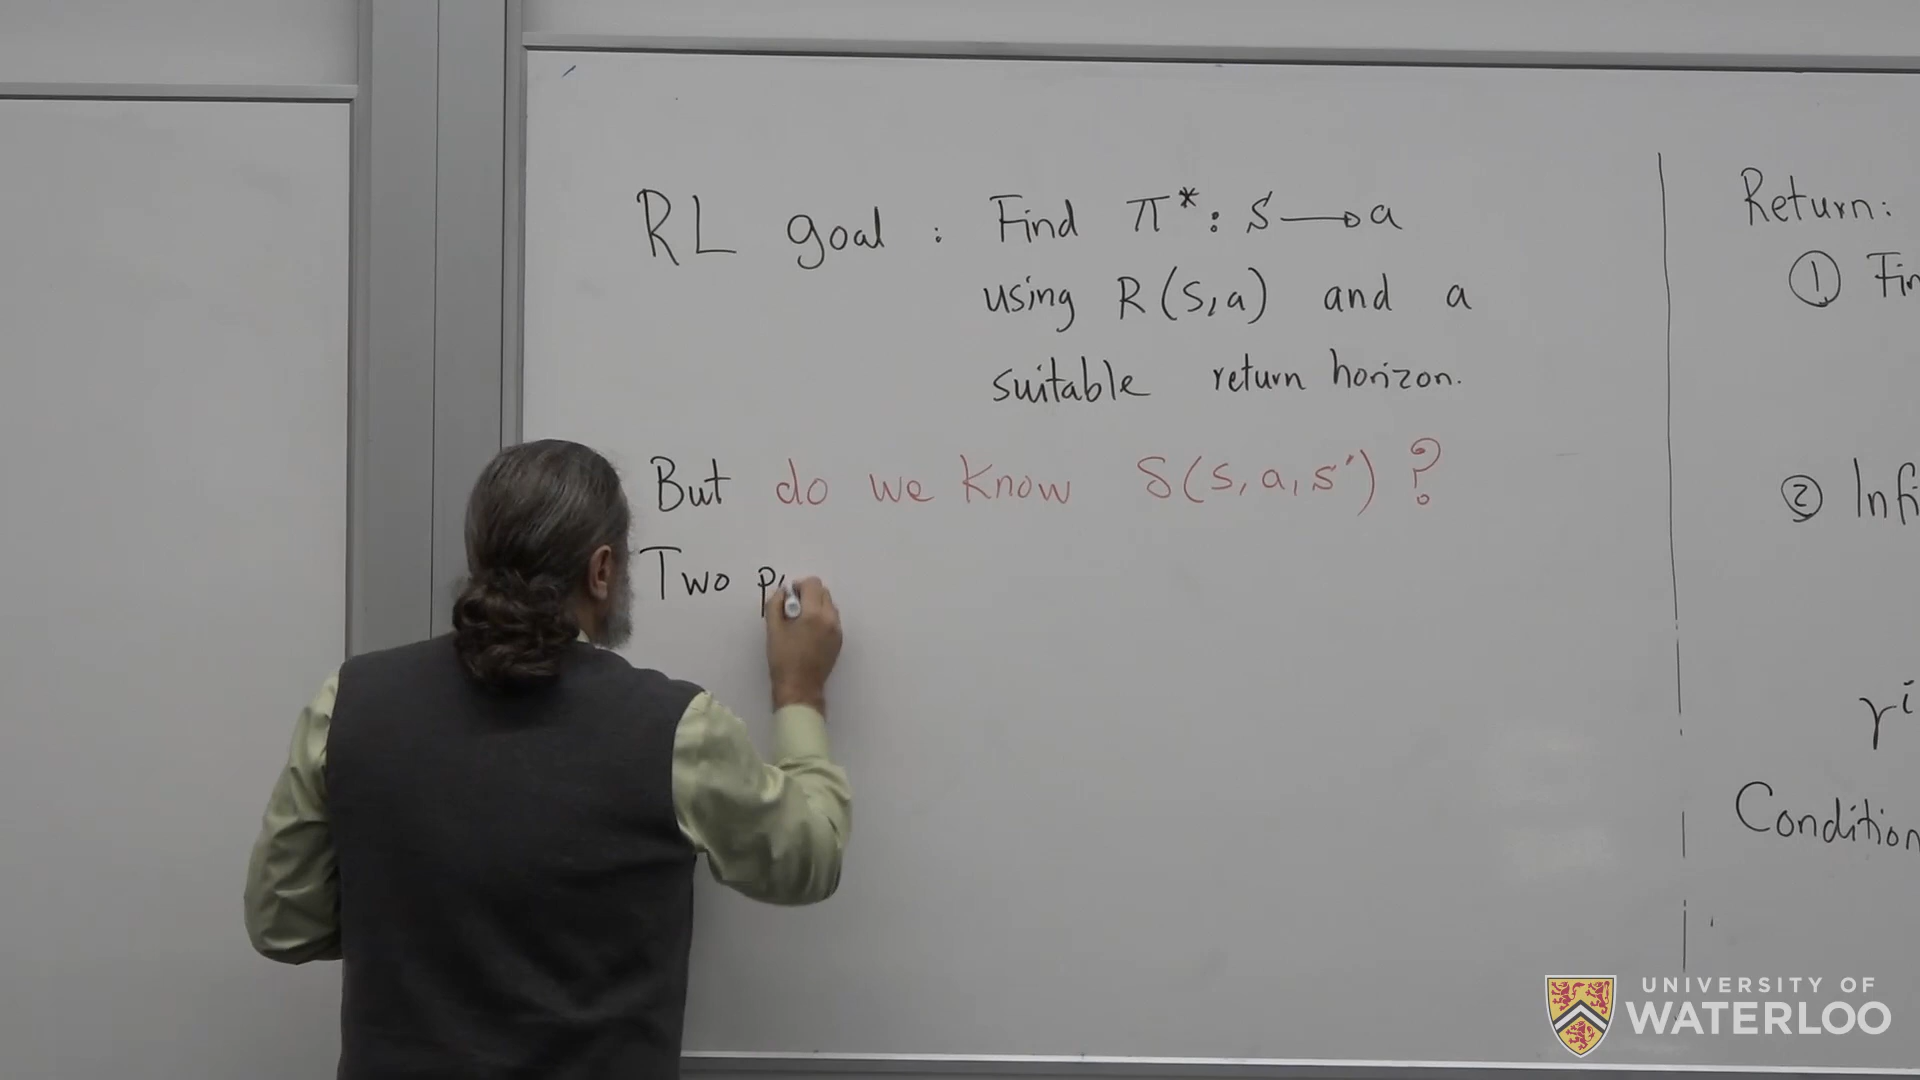 RL goal : Find π* : s → a
using R(s,a) and a
suitable return horizon.
But do we know δ(s, a, s') ?
Two
Return:
①
②
γⁱ
UNIVERSITY OF
WATERLOO